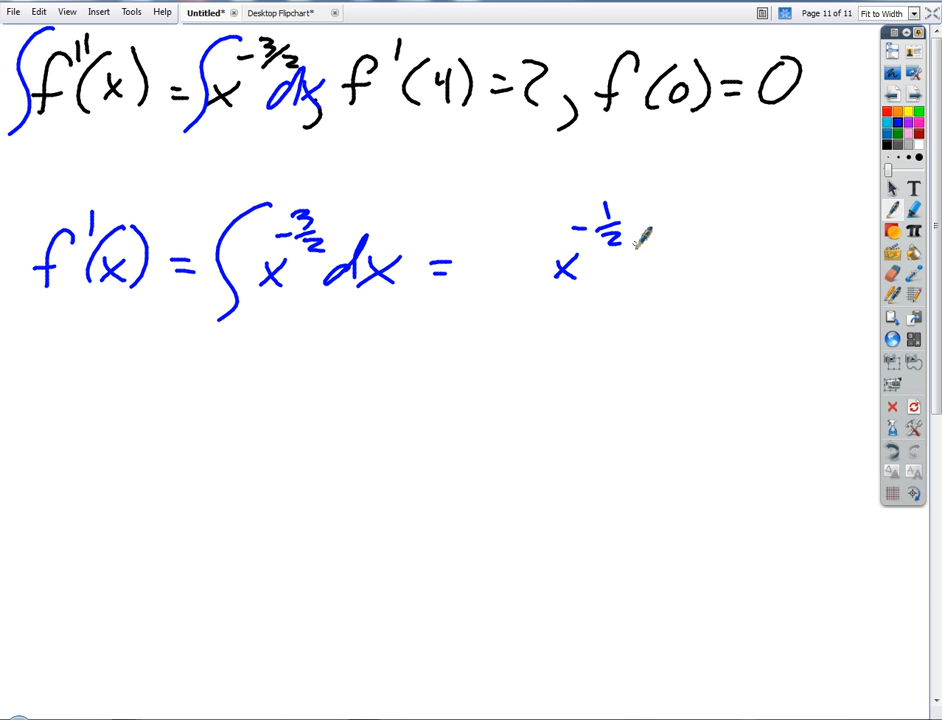 File Edit View Insert Tools Help Untitled* Desktop Flipchart* Page 11 of 11 Fit to Width
∫f''(x) = ∫x^{-3/2} dx, f'(4) = 2, f(0) = 0
f'(x) = ∫x^{-3/2} dx = x^{-1/2}
T
π